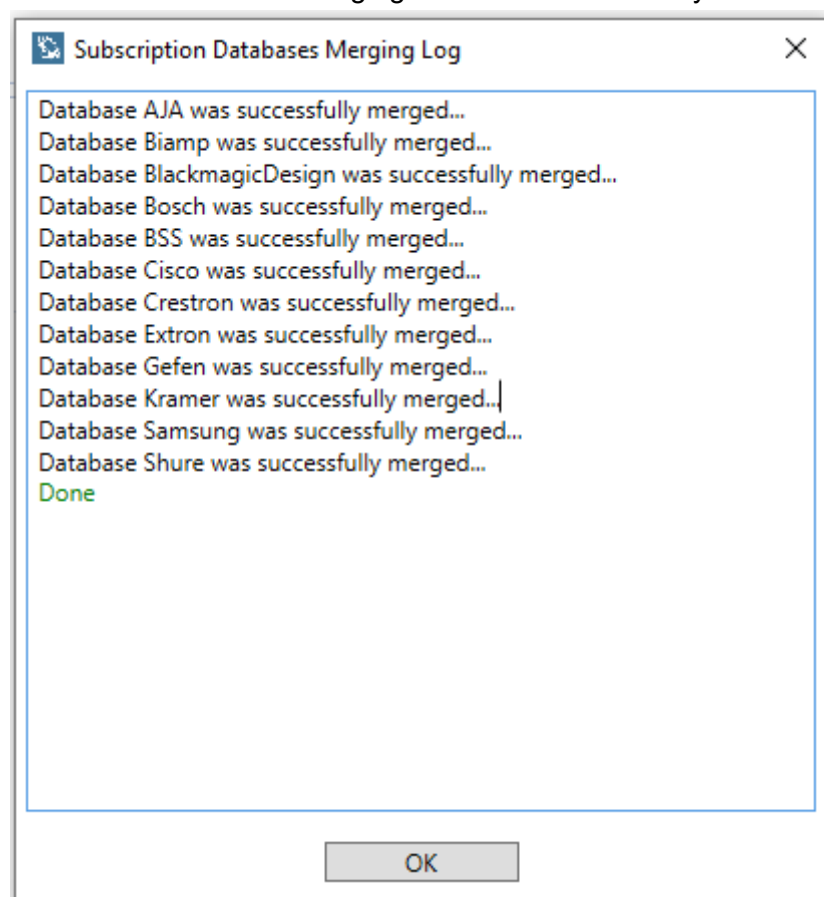 Subscription Databases Merging Log
Database AJA was successfully merged...
Database Biamp was successfully merged...
Database BlackmagicDesign was successfully merged...
Database Bosch was successfully merged...
Database BSS was successfully merged...
Database Cisco was successfully merged...
Database Crestron was successfully merged...
Database Extron was successfully merged...
Database Gefen was successfully merged...
Database Kramer was successfully merged...
Database Samsung was successfully merged...
Database Shure was successfully merged...
Done
OK